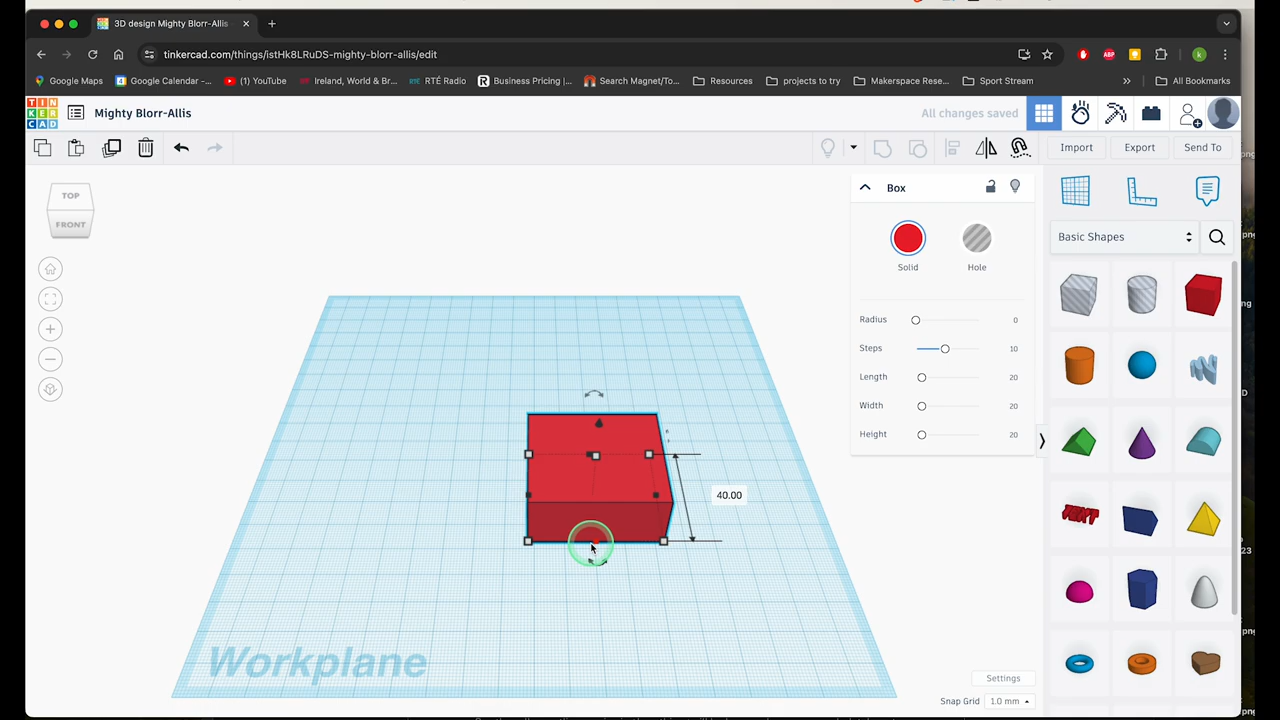 3D design Mighty Blorr-Allis
tinkercad.com/things/istHk8LRuDS-mighty-blorr-allis/edit
k
Google Maps
Google Calendar -...
(1) YouTube
Ireland, World & Br...
RTÉ Radio
Business Pricing |...
Search Magnet/To...
Resources
projects to try
Makerspace Rese...
Sport Stream
»
All Bookmarks
TIN
KER
CAD
Mighty Blorr-Allis
All changes saved
Import
Export
Send To
TOP
FRONT
Box
Solid
Hole
Radius 0
Steps 10
Length 20
Width 20
Height 20
Basic Shapes
TEXT
40.00
Workplane
Settings
Snap Grid 1.0 mm